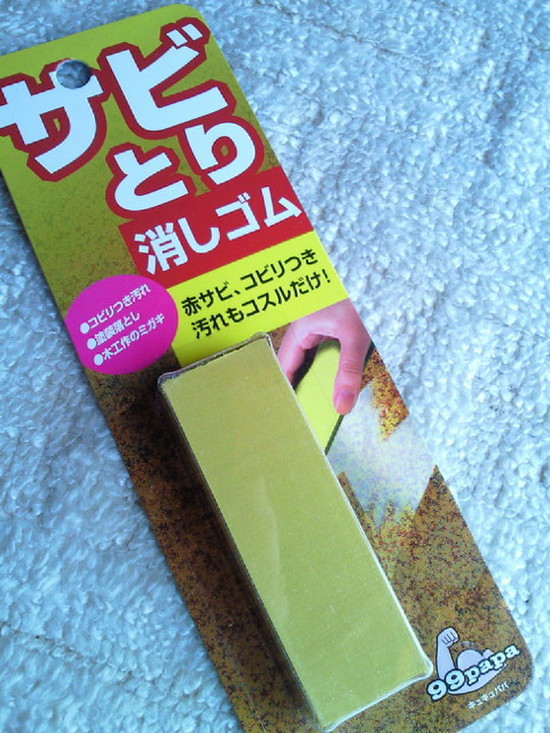 サビ
とり
消しゴム
赤サビ、コビリつき
汚れもコスルだけ!
●コビリつき汚れ
●塗装落とし
●木工作のミガキ
99papa
キュキュパパ